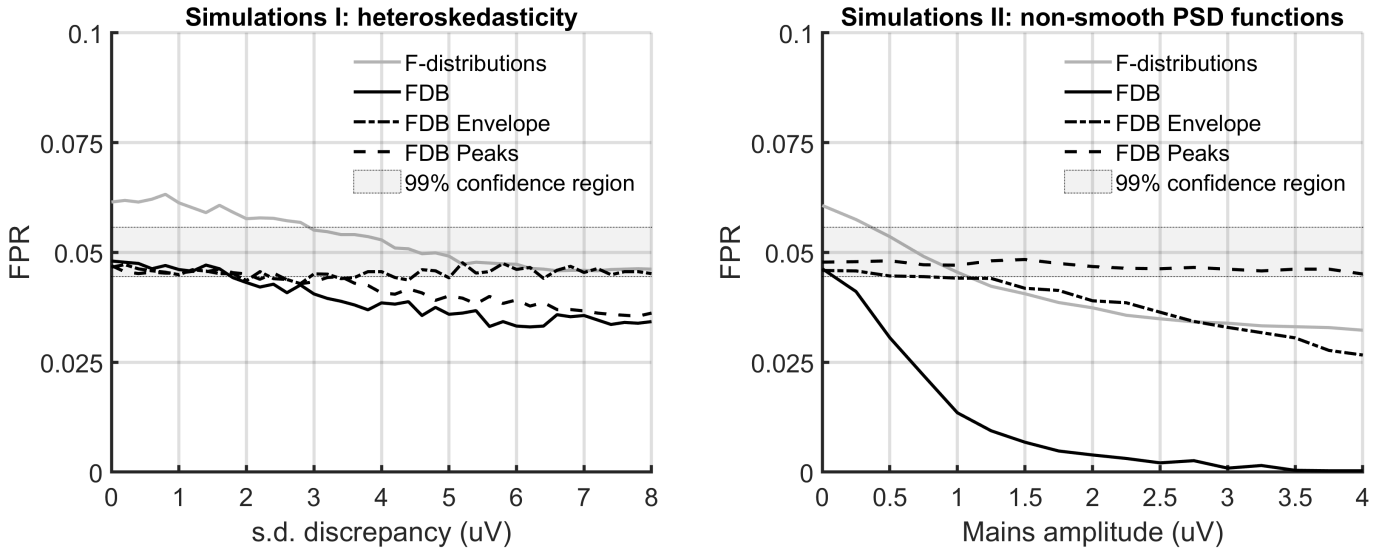 Simulations I: heteroskedasticity
0.1
0.075
0.05
0.025
0
FPR
F-distributions
FDB
FDB Envelope
FDB Peaks
99% confidence region
0 1 2 3 4 5 6 7 8
s.d. discrepancy (uV)
Simulations II: non-smooth PSD functions
0.1
0.075
0.05
0.025
0
FPR
F-distributions
FDB
FDB Envelope
FDB Peaks
99% confidence region
0 0.5 1 1.5 2 2.5 3 3.5 4
Mains amplitude (uV)